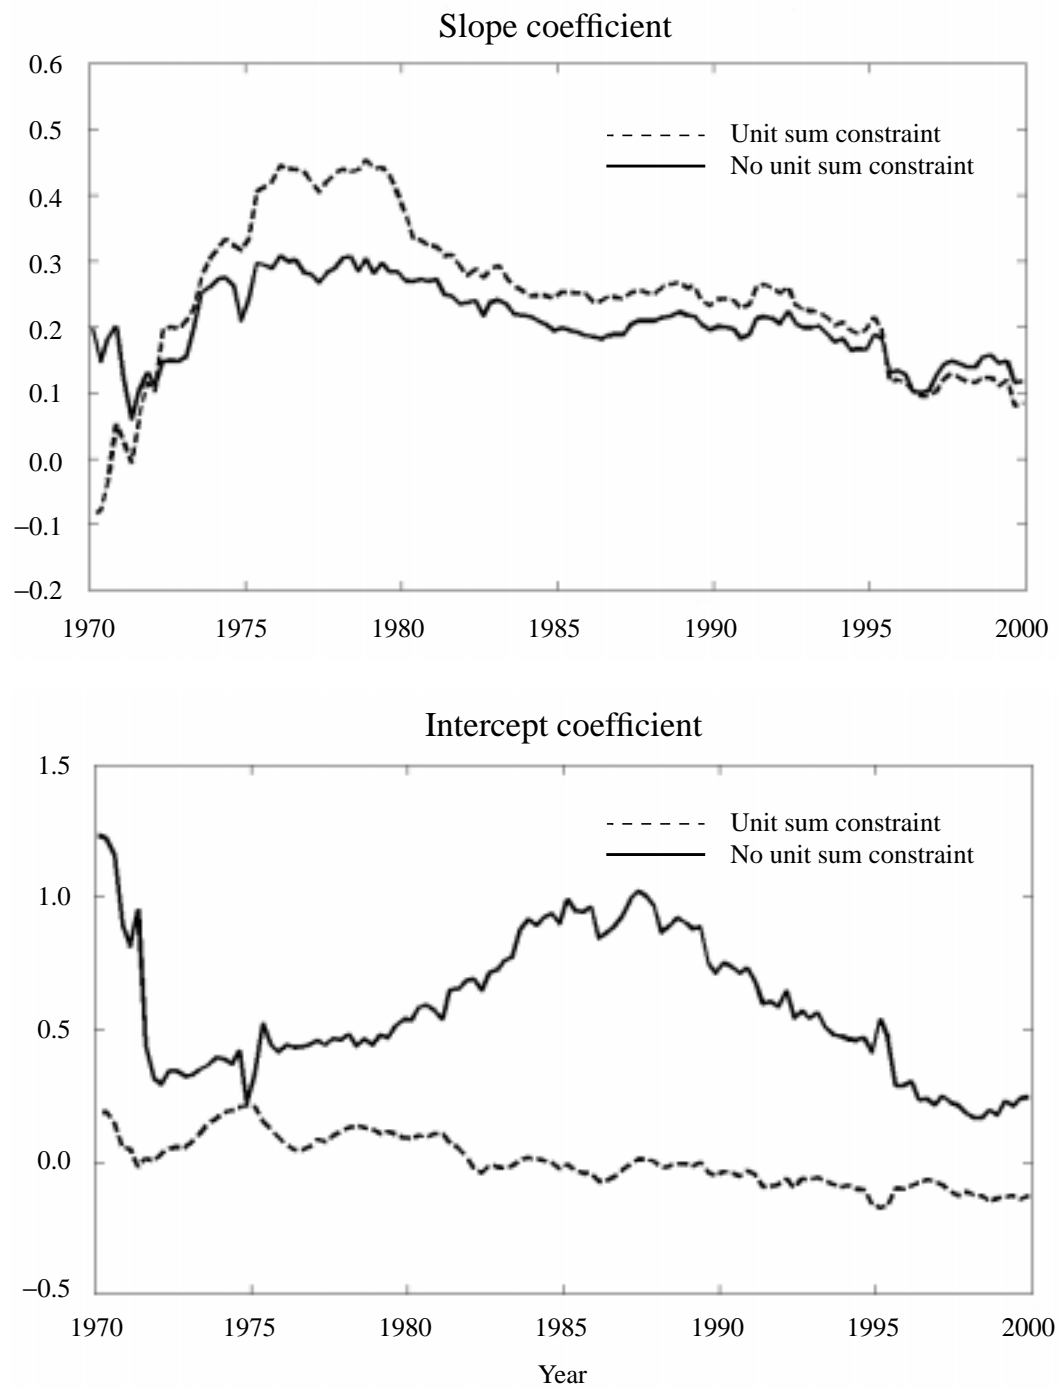 Slope coefficient
0.6
0.5
0.4
0.3
0.2
0.1
0.0
–0.1
–0.2
Unit sum constraint
No unit sum constraint
1970 1975 1980 1985 1990 1995 2000
Intercept coefficient
1.5
1.0
0.5
0.0
–0.5
Unit sum constraint
No unit sum constraint
1970 1975 1980 1985 1990 1995 2000
Year